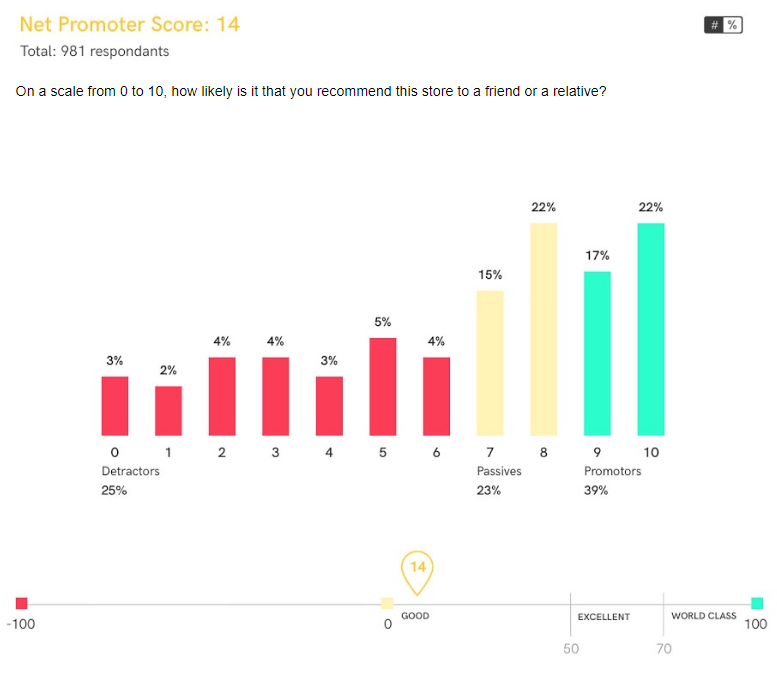 Net Promoter Score: 14
# %
Total: 981 respondants
On a scale from 0 to 10, how likely is it that you recommend this store to a friend or a relative?
3% 2% 4% 4% 3% 5% 4% 15% 22% 17% 22%
0 1 2 3 4 5 6 7 8 9 10
Detractors Passives Promotors
25% 23% 39%
14
GOOD EXCELLENT WORLD CLASS
-100 0 100
50 70